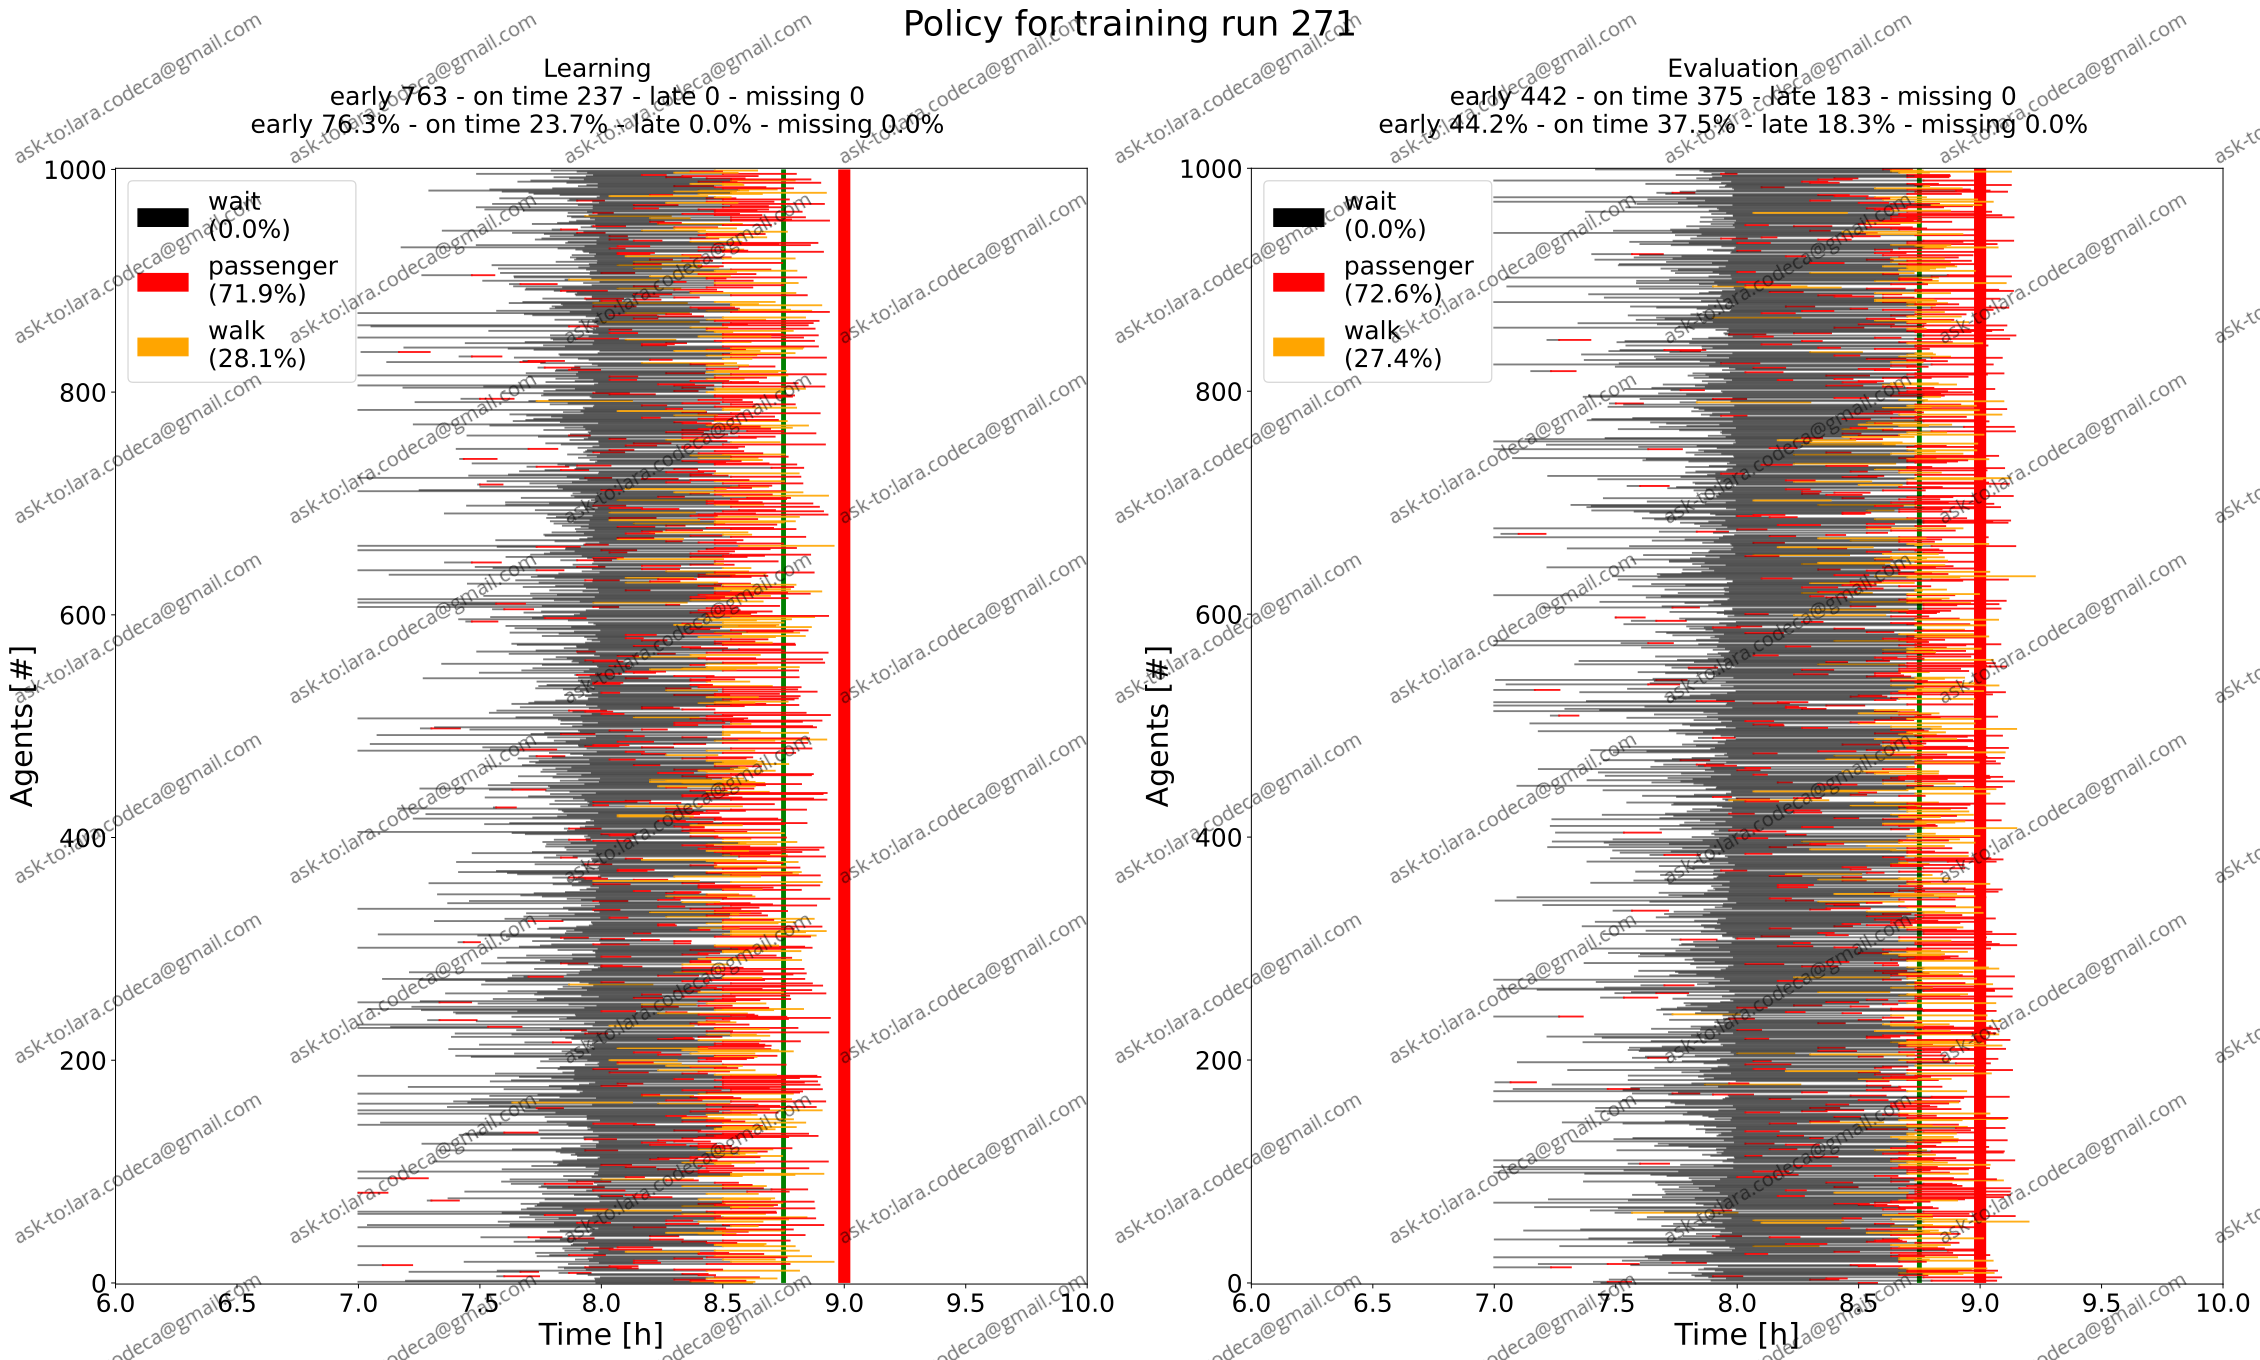 Policy for training run 271
Learning
early 763 - on time 237 - late 0 - missing 0
early 76.3% - on time 23.7% - late 0.0% - missing 0.0%
1000
800
600
400
200
0
Agents [#]
wait
(0.0%)
passenger
(71.9%)
walk
(28.1%)
6.0 6.5 7.0 7.5 8.0 8.5 9.0 9.5 10.0
Time [h]
Evaluation
early 442 - on time 375 - late 183 - missing 0
early 44.2% - on time 37.5% - late 18.3% - missing 0.0%
1000
800
600
400
200
0
Agents [#]
wait
(0.0%)
passenger
(72.6%)
walk
(27.4%)
6.0 6.5 7.0 7.5 8.0 8.5 9.0 9.5 10.0
Time [h]
ask-to:lara.codeca@gmail.com